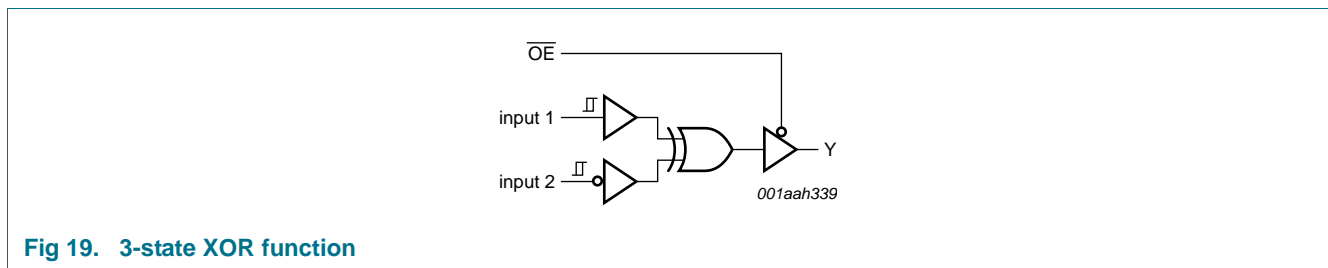 OE
input 1
input 2
Y
001aah339
Fig 19. 3-state XOR function